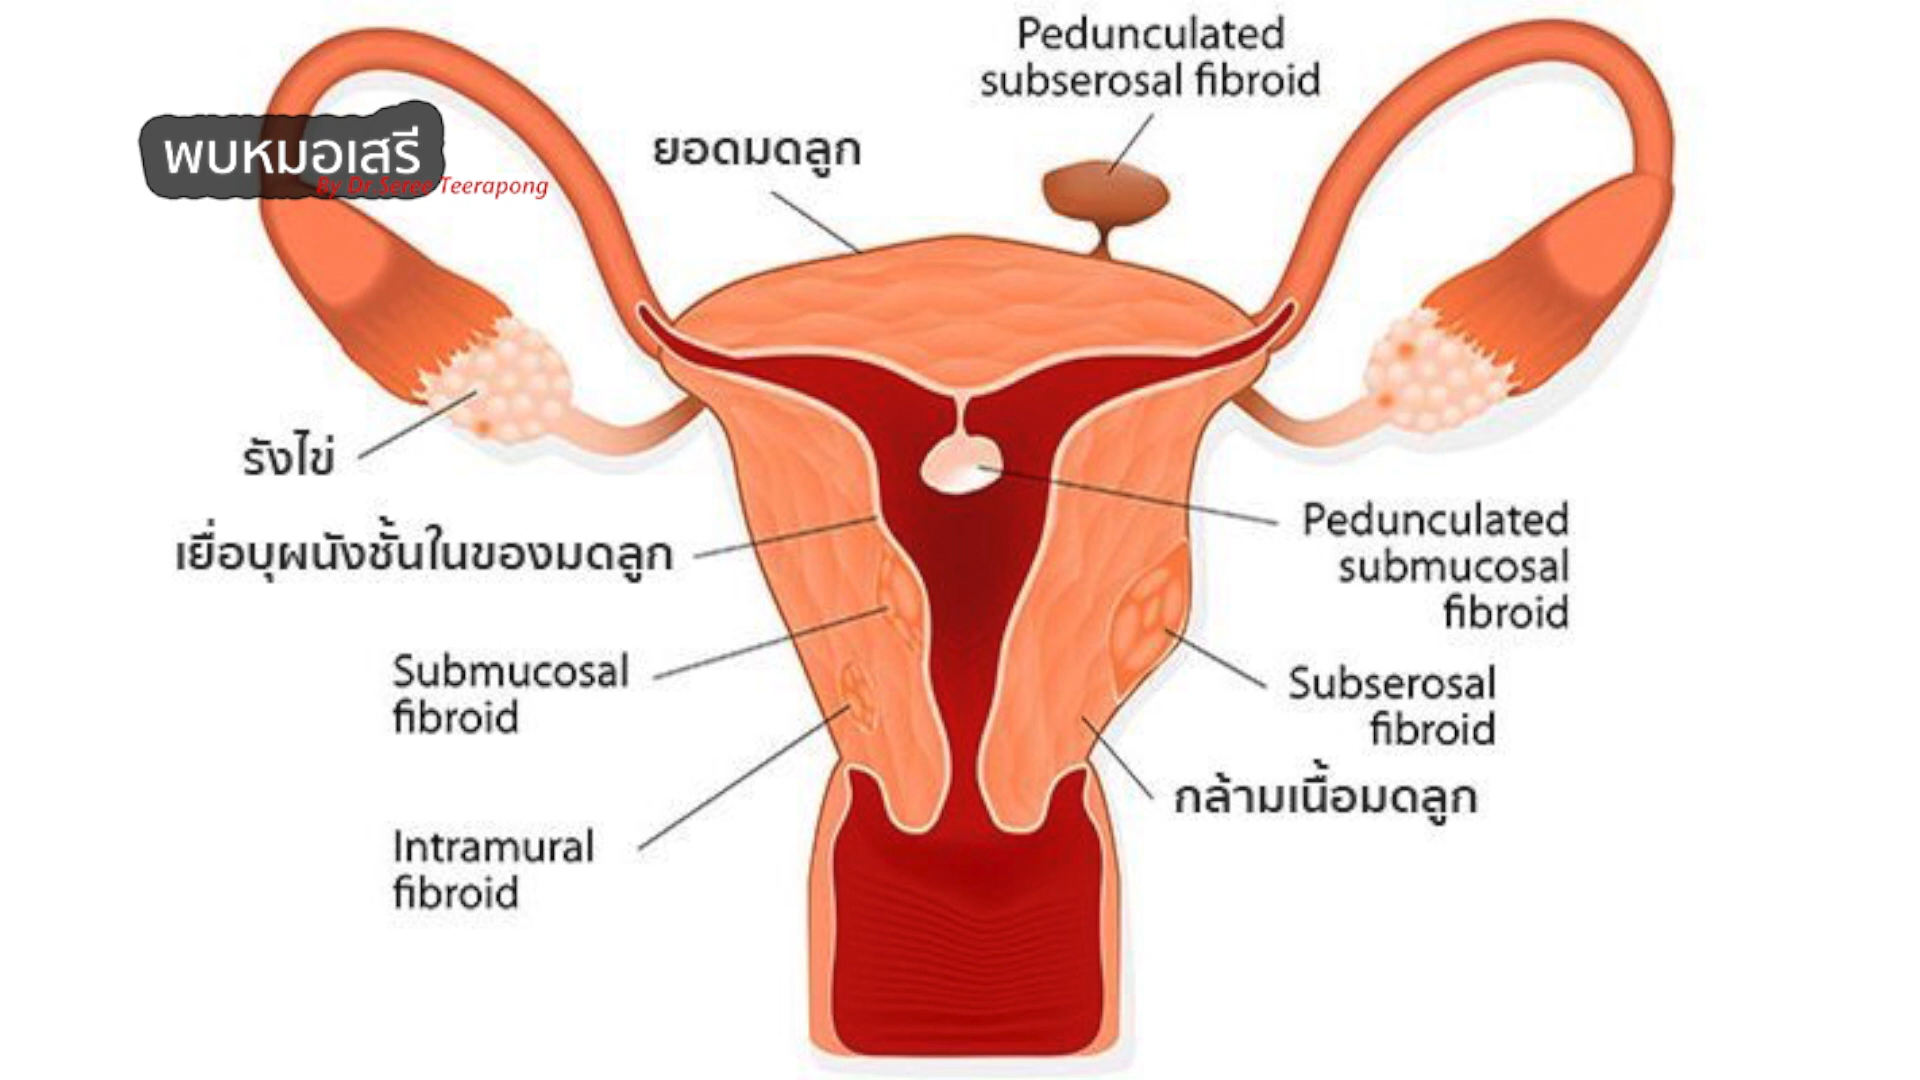 Pedunculated
subserosal fibroid
พบหมอเสรี
By Dr.Seree Teerapong
ยอดมดลูก
รังไข่
เยื่อบุผนังชั้นในของมดลูก
Pedunculated
submucosal
fibroid
Submucosal
fibroid
Subserosal
fibroid
กล้ามเนื้อมดลูก
Intramural
fibroid